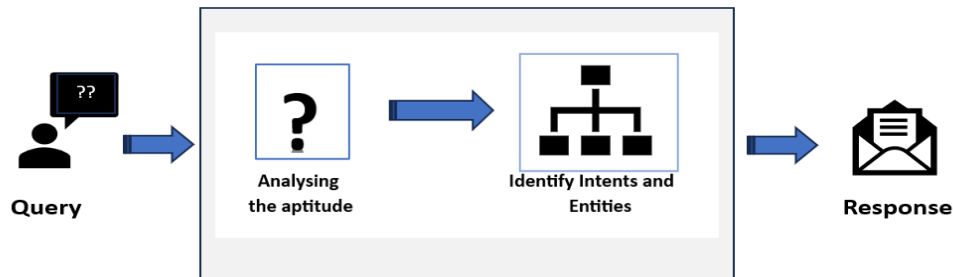 ??
Query
?
Analysing
the aptitude
Identify Intents and
Entities
Response